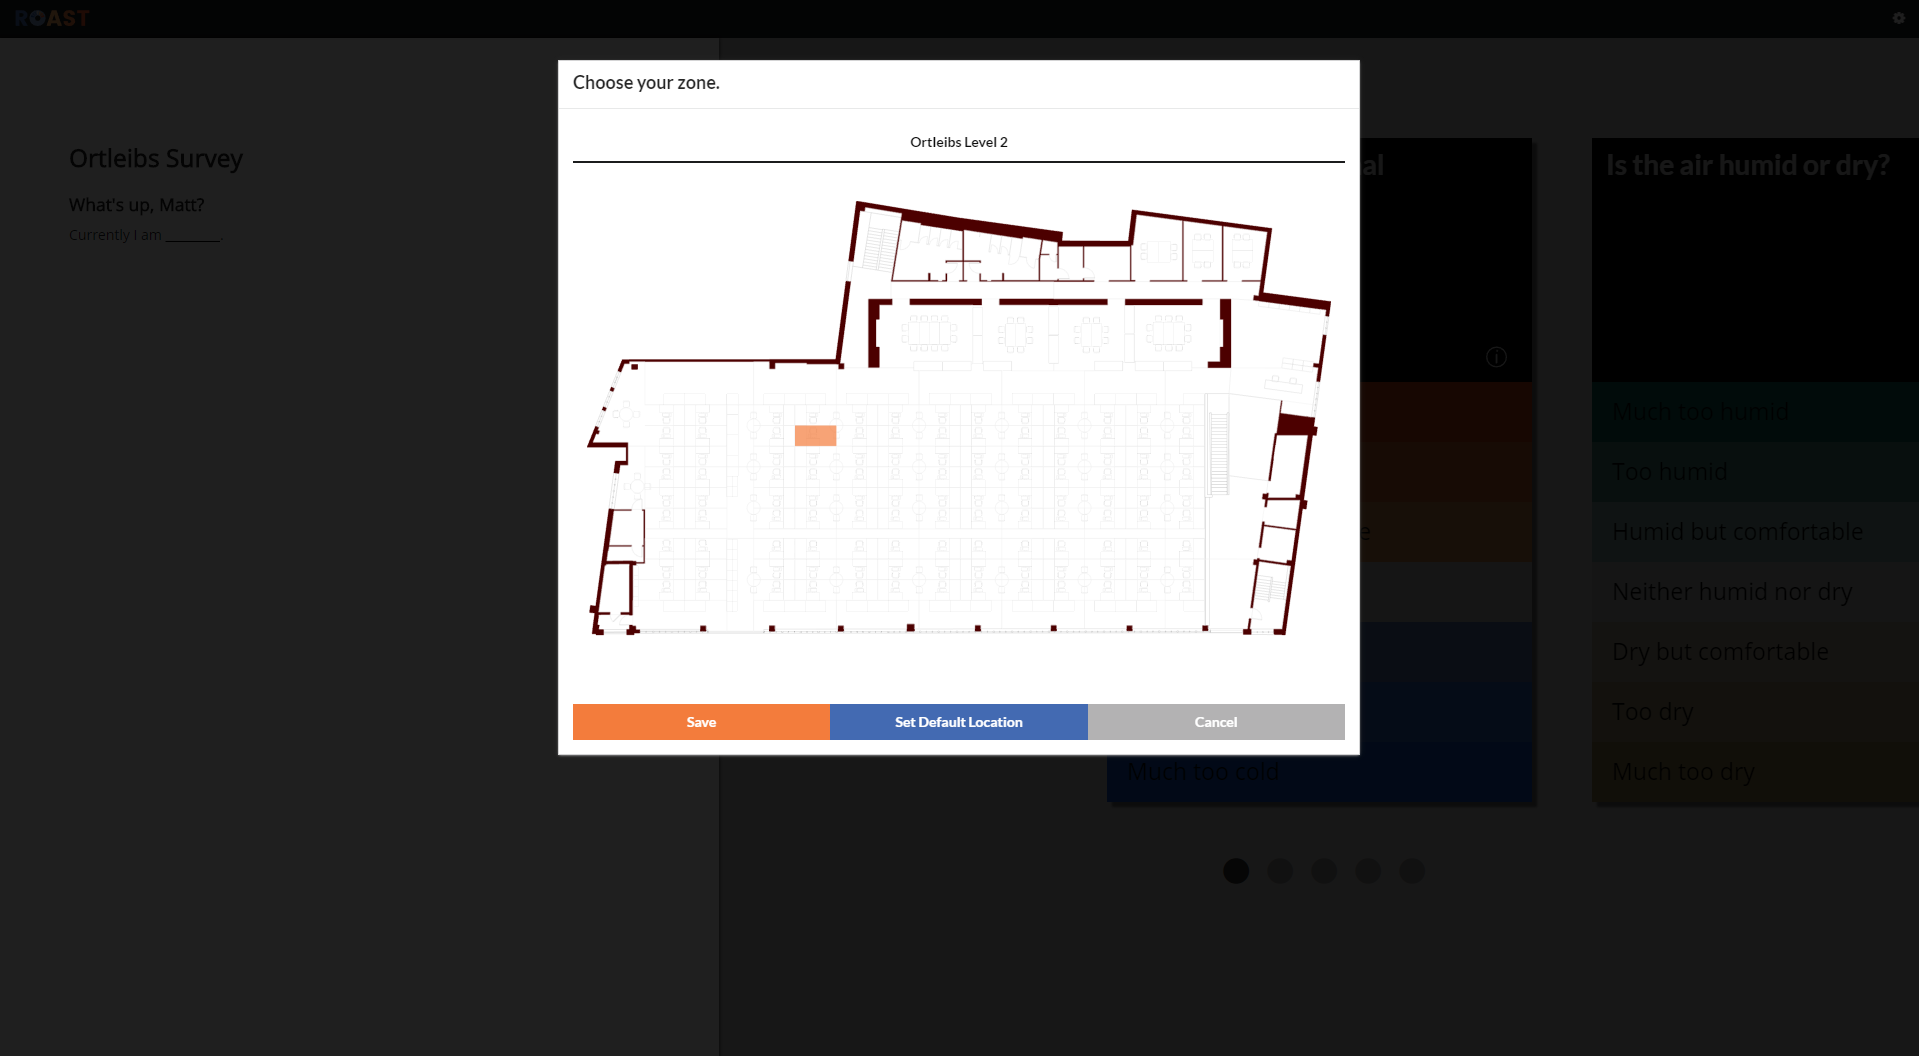 ROAST
Choose your zone.
Ortleibs Level 2
Ortleibs Survey
What's up, Matt?
Currently I am ________.
al
Is the air humid or dry?
Much too humid
Too humid
e
Humid but comfortable
Neither humid nor dry
Dry but comfortable
Too dry
Save
Set Default Location
Cancel
Much too cold
Much too dry